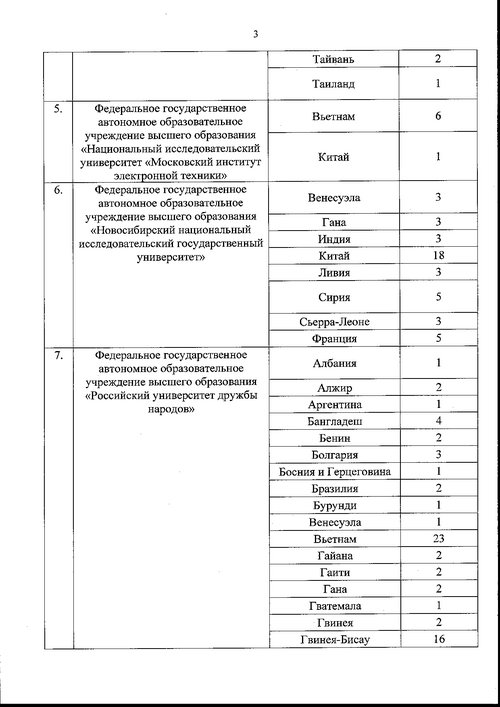 3
Тайвань 2
Таиланд 1
5. Федеральное государственное
автономное образовательное
учреждение высшего образования
«Национальный исследовательский
университет «Московский институт
электронной техники»
Вьетнам 6
Китай 1
6. Федеральное государственное
автономное образовательное
учреждение высшего образования
«Новосибирский национальный
исследовательский государственный
университет»
Венесуэла 3
Гана 3
Индия 3
Китай 18
Ливия 3
Сирия 5
Сьерра-Леоне 3
Франция 5
7. Федеральное государственное
автономное образовательное
учреждение высшего образования
«Российский университет дружбы
народов»
Албания 1
Алжир 2
Аргентина 1
Бангладеш 4
Бенин 2
Болгария 3
Босния и Герцеговина 1
Бразилия 2
Бурунди 1
Венесуэла 1
Вьетнам 23
Гайана 2
Гаити 2
Гана 2
Гватемала 1
Гвинея 2
Гвинея-Бисау 16